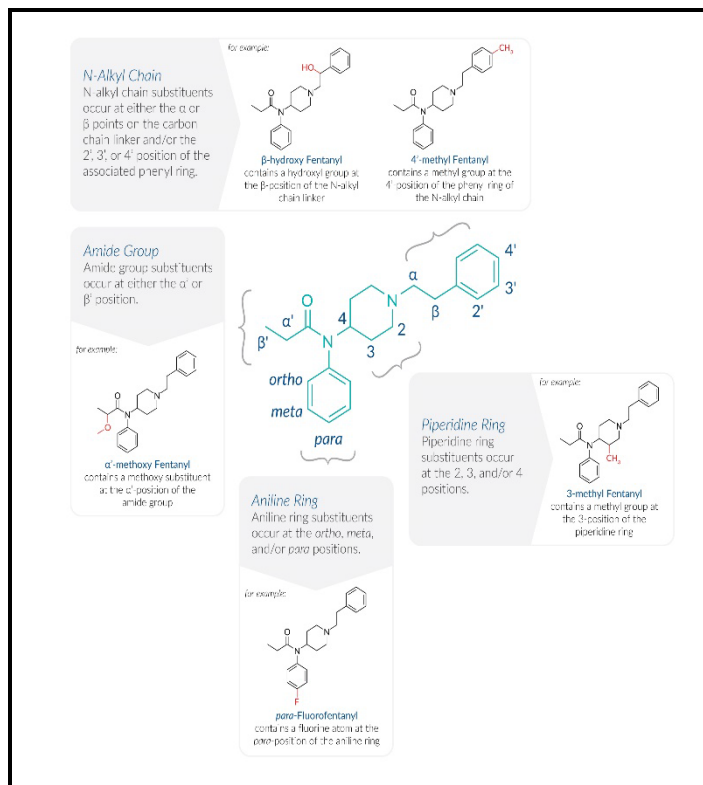 N-Alkyl Chain
N-alkyl chain substituents
occur at either the α or
β points on the carbon
chain linker and/or the
2', 3', or 4' position of the
associated phenyl ring.
for example:
HO
O
N
N
β-hydroxy Fentanyl
contains a hydroxyl group at
the β-position of the N-alkyl
chain linker
CH₃
O
N
N
4'-methyl Fentanyl
contains a methyl group at the
4' position of the phenyl ring of
the N-alkyl chain
Amide Group
Amide group substituents
occur at either the α' or
β' position.
for example:
O
N
N
O
α'-methoxy Fentanyl
contains a methoxy substituent
at the α'-position of the
amide group
4'
3'
2'
α
β
N
O
α'
β'
4
2
3
N
ortho
meta
para
Piperidine Ring
Piperidine ring
substituents occur
at the 2, 3, and/or 4
positions.
for example:
N
O
N
CH₃
3-methyl Fentanyl
contains a methyl group at
the 3-position of the
piperidine ring
Aniline Ring
Aniline ring substituents
occur at the ortho, meta,
and/or para positions.
for example:
N
O
N
F
para-Fluorofentanyl
contains a fluorine atom at the
para-position of the aniline ring